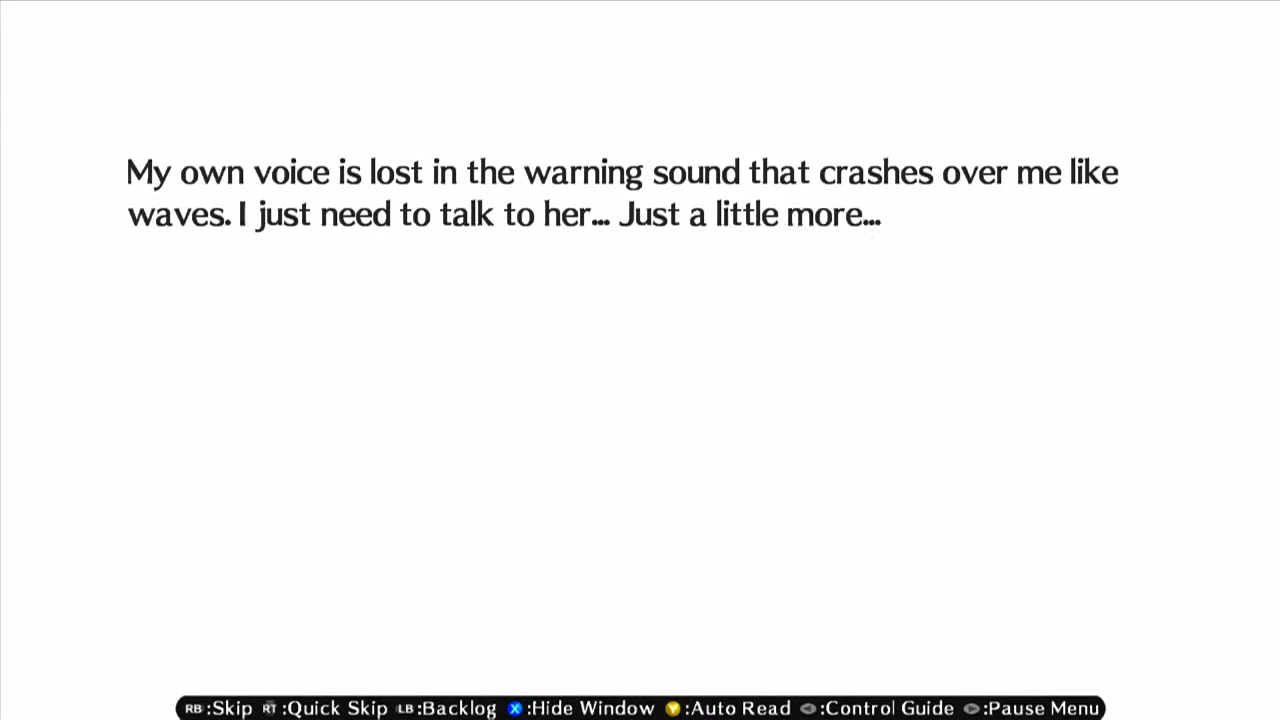 My own voice is lost in the warning sound that crashes over me like
waves. I just need to talk to her... Just a little more...
RB:Skip RT:Quick Skip LB:Backlog X:Hide Window Y:Auto Read :Control Guide :Pause Menu